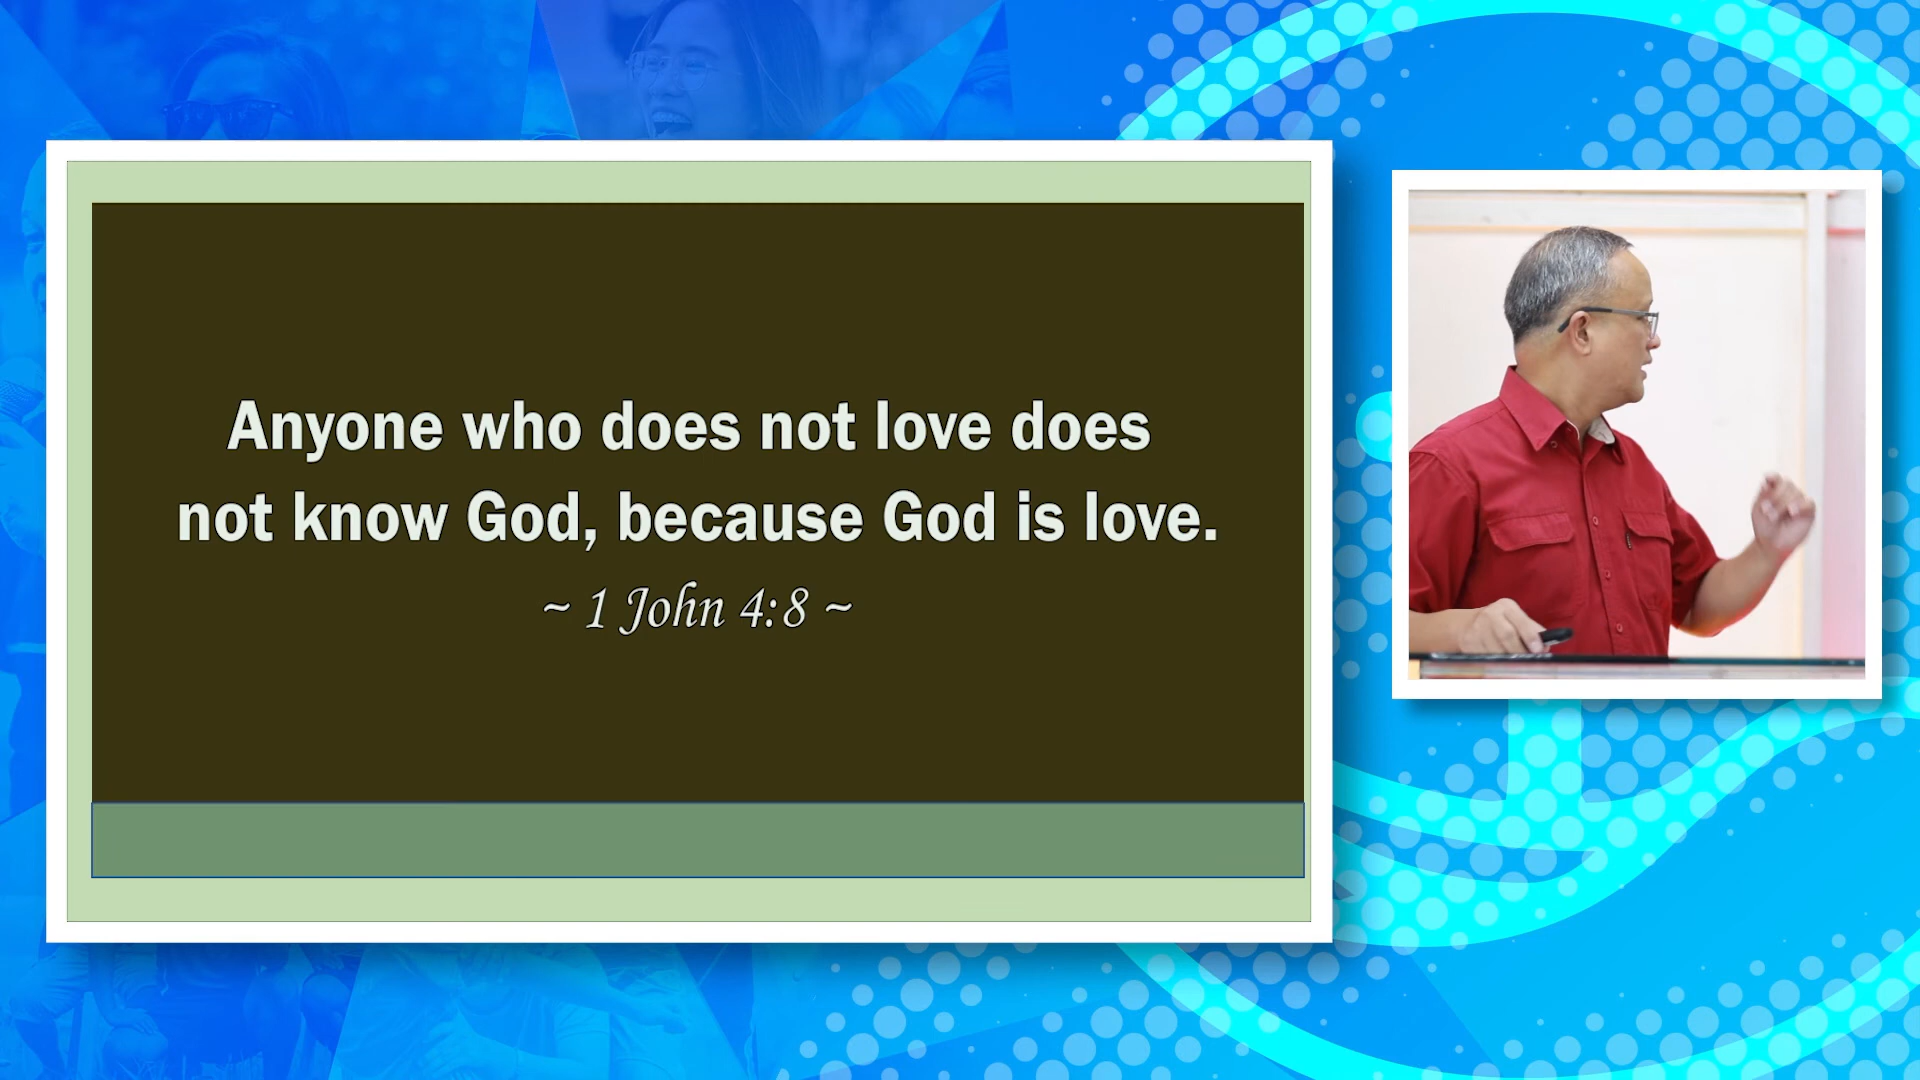 Anyone who does not love does
not know God, because God is love.
~ 1 John 4:8 ~